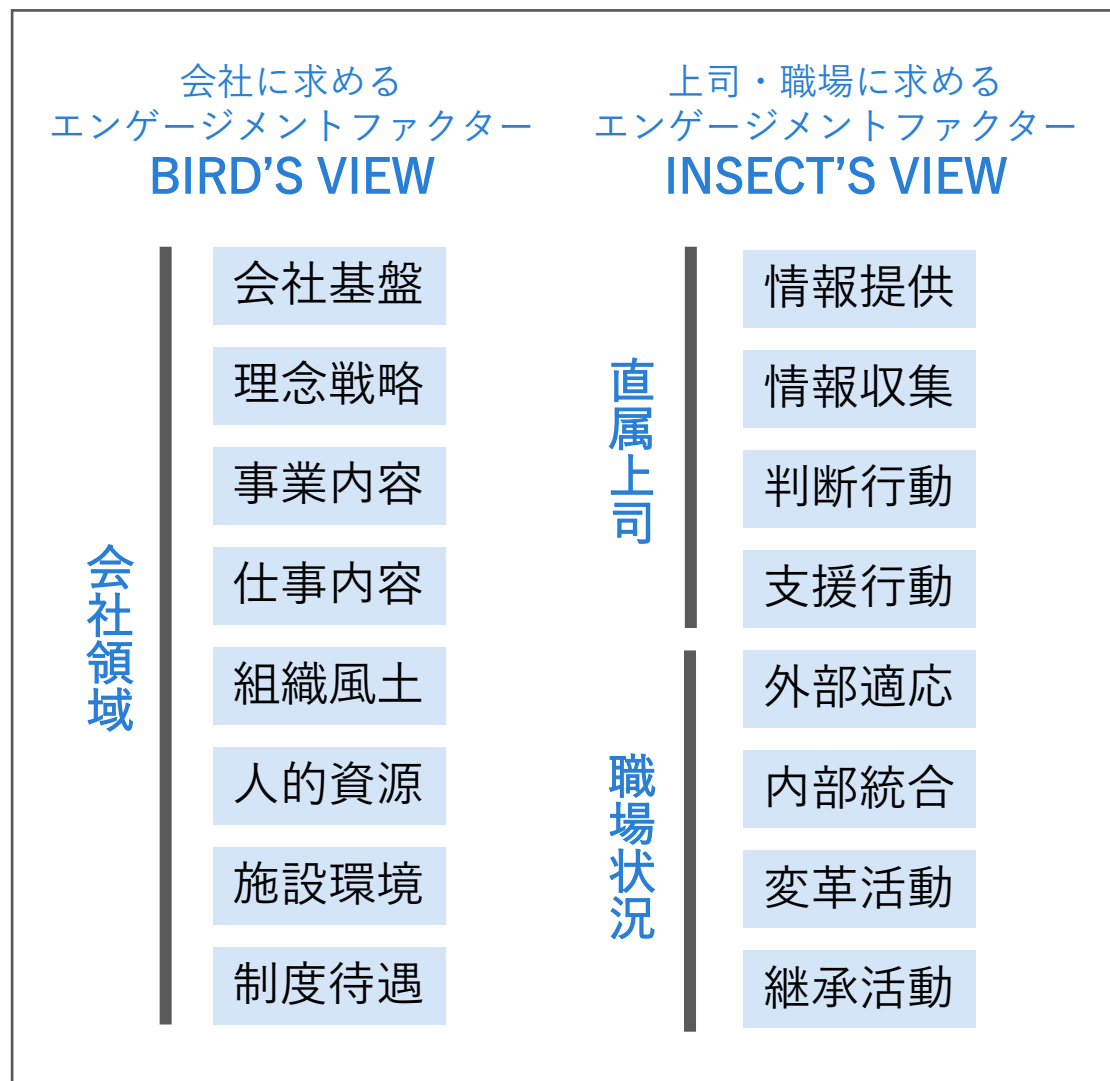 会社に求める
エンゲージメントファクター
BIRD’S VIEW
会社領域
会社基盤
理念戦略
事業内容
仕事内容
組織風土
人的資源
施設環境
制度待遇
上司・職場に求める
エンゲージメントファクター
INSECT’S VIEW
直属上司
情報提供
情報収集
判断行動
支援行動
職場状況
外部適応
内部統合
変革活動
継承活動